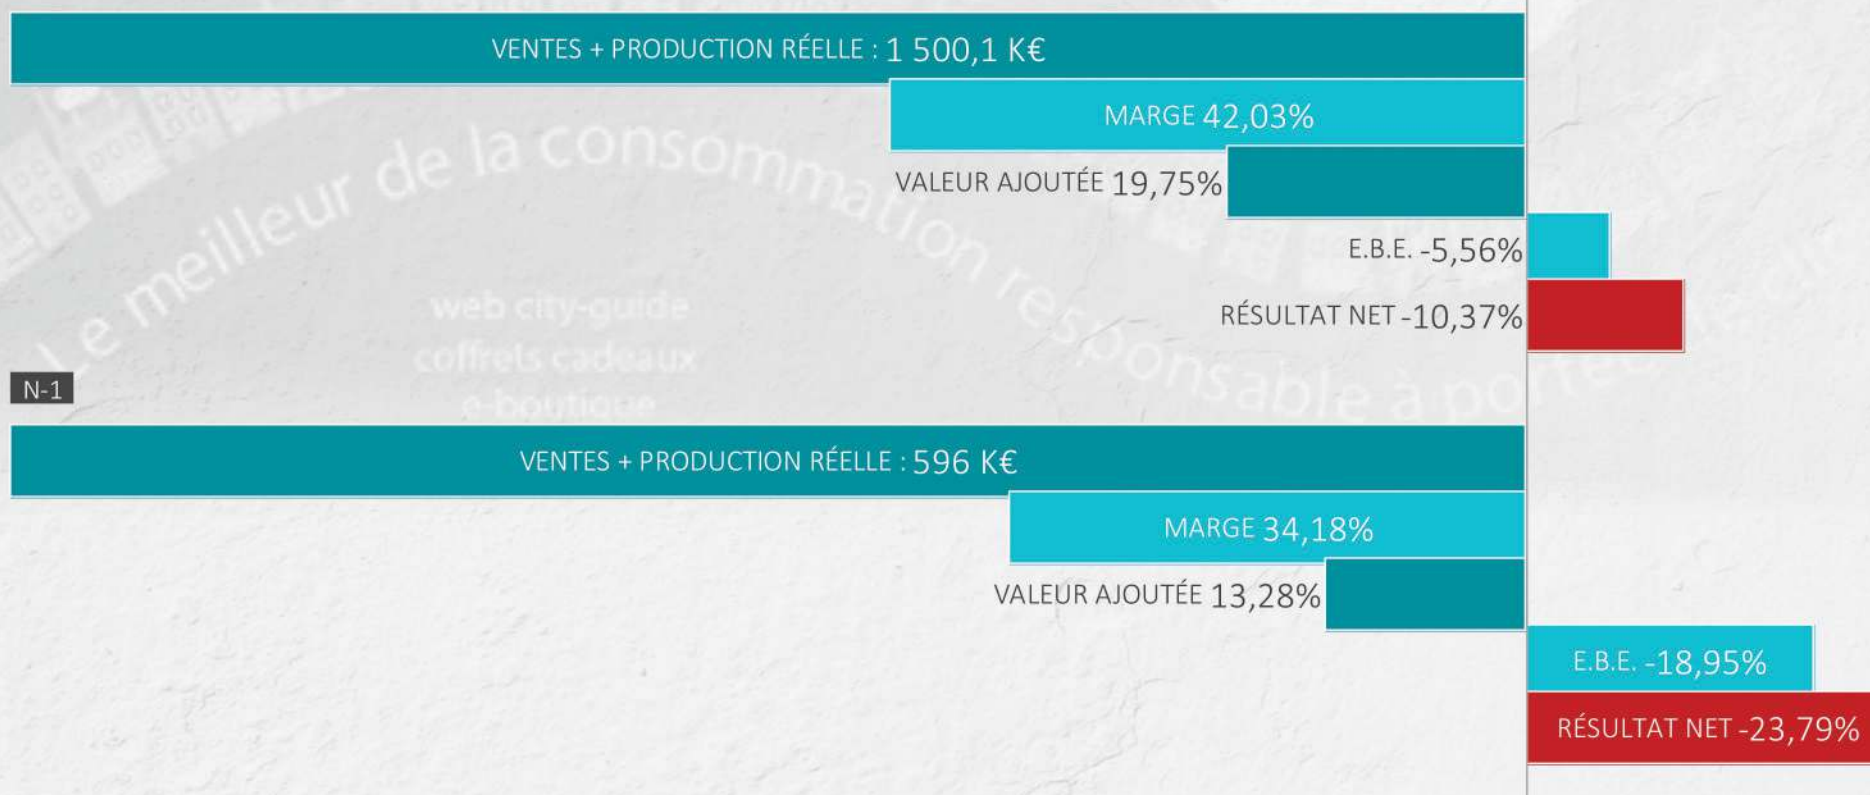 VENTES + PRODUCTION RÉELLE : 1 500,1 K€
MARGE 42,03%
VALEUR AJOUTÉE 19,75%
E.B.E. -5,56%
RÉSULTAT NET -10,37%
Le meilleur de la consommation responsable à
web city-guide
coffrets cadeaux
e-boutique
N-1
VENTES + PRODUCTION RÉELLE : 596 K€
MARGE 34,18%
VALEUR AJOUTÉE 13,28%
E.B.E. -18,95%
RÉSULTAT NET -23,79%